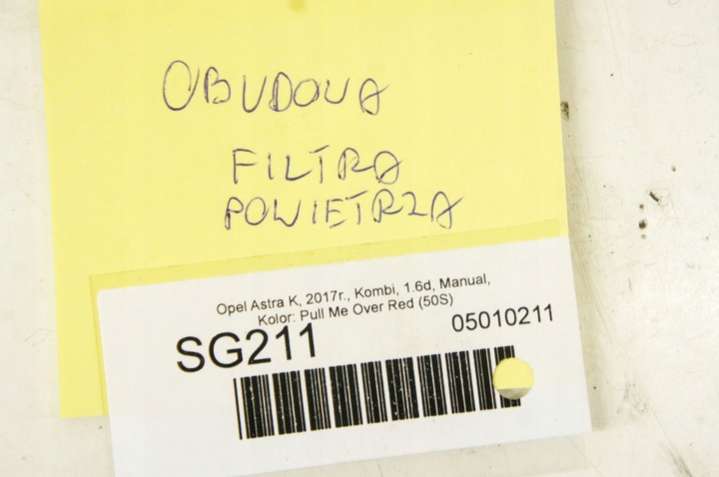 OBUDOWA
FILTRA
POWIETRZA
Opel Astra K, 2017r., Kombi, 1.6d, Manual,
Kolor: Pull Me Over Red (50S)
SG211
05010211